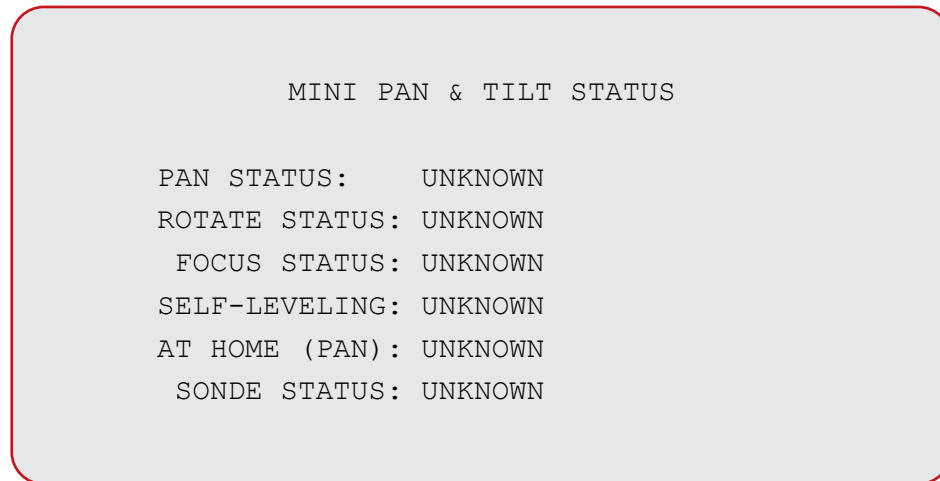 MINI PAN & TILT STATUS
PAN STATUS: UNKNOWN
ROTATE STATUS: UNKNOWN
FOCUS STATUS: UNKNOWN
SELF-LEVELING: UNKNOWN
AT HOME (PAN): UNKNOWN
SONDE STATUS: UNKNOWN